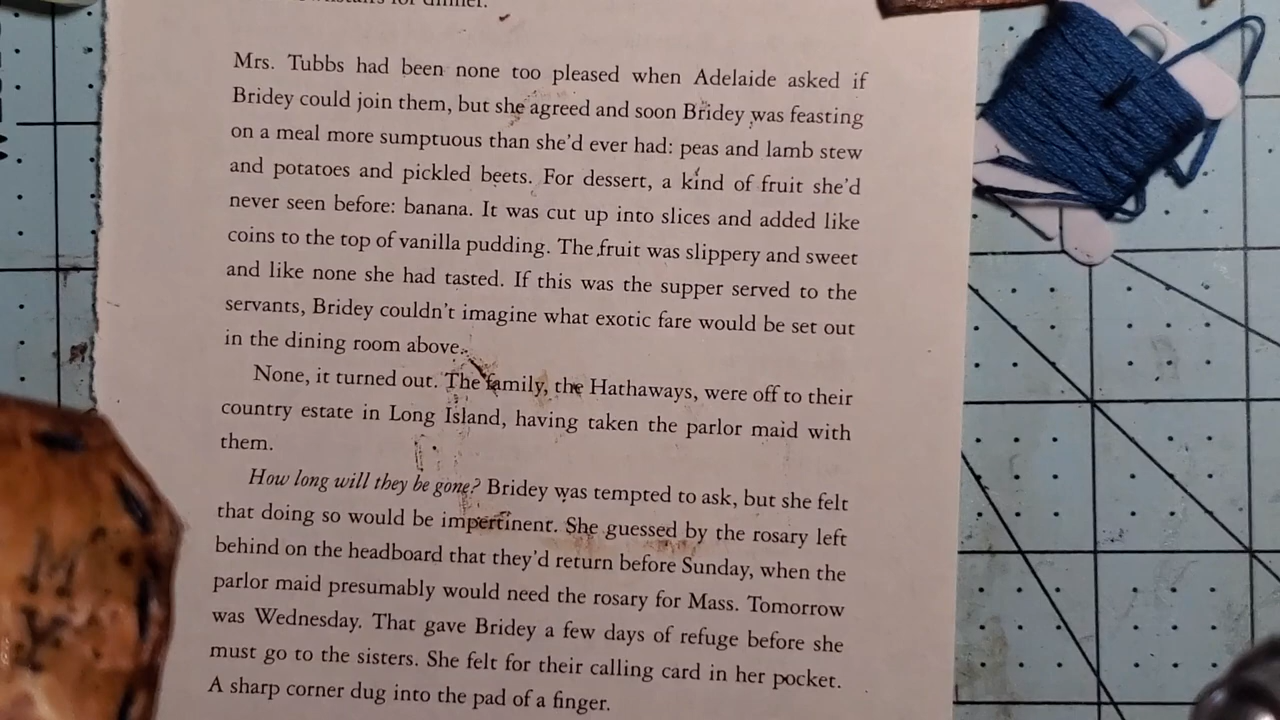 for dinner.
Mrs. Tubbs had been none too pleased when Adelaide asked if
Bridey could join them, but she agreed and soon Bridey was feasting
on a meal more sumptuous than she’d ever had: peas and lamb stew
and potatoes and pickled beets. For dessert, a kind of fruit she’d
never seen before: banana. It was cut up into slices and added like
coins to the top of vanilla pudding. The fruit was slippery and sweet
and like none she had tasted. If this was the supper served to the
servants, Bridey couldn’t imagine what exotic fare would be set out
in the dining room above.
None, it turned out. The family, the Hathaways, were off to their
country estate in Long Island, having taken the parlor maid with
them.
How long will they be gone? Bridey was tempted to ask, but she felt
that doing so would be impertinent. She guessed by the rosary left
behind on the headboard that they’d return before Sunday, when the
parlor maid presumably would need the rosary for Mass. Tomorrow
was Wednesday. That gave Bridey a few days of refuge before she
must go to the sisters. She felt for their calling card in her pocket.
A sharp corner dug into the pad of a finger.